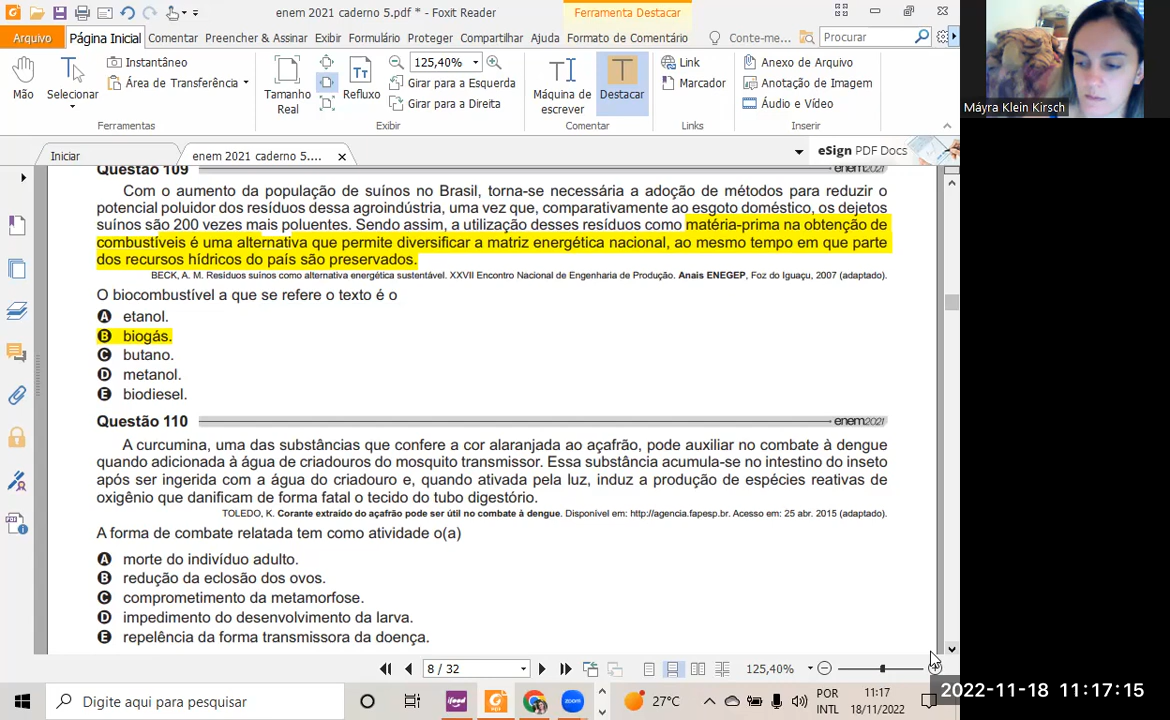 enem 2021 caderno 5.pdf * - Foxit Reader
Ferramenta Destacar
Arquivo
Página Inicial
Comentar
Preencher & Assinar
Exibir
Formulário
Proteger
Compartilhar
Ajuda
Formato de Comentário
Conte-me...
Procurar
Mão
Selecionar
Instantâneo
Área de Transferência
Ferramentas
Tamanho
Real
Refluxo
125,40%
Girar para a Esquerda
Girar para a Direita
Exibir
Máquina de
escrever
Destacar
Comentar
Link
Marcador
Links
Anexo de Arquivo
Anotação de Imagem
Áudio e Vídeo
Inserir
Máyra Klein Kirsch
Iniciar
enem 2021 caderno 5....
eSign PDF Docs
Questão 109
enem2021
Com o aumento da população de suínos no Brasil, torna-se necessária a adoção de métodos para reduzir o
potencial poluidor dos resíduos dessa agroindústria, uma vez que, comparativamente ao esgoto doméstico, os dejetos
suínos são 200 vezes mais poluentes. Sendo assim, a utilização desses resíduos como matéria-prima na obtenção de
combustíveis é uma alternativa que permite diversificar a matriz energética nacional, ao mesmo tempo em que parte
dos recursos hídricos do país são preservados.
BECK, A. M. Resíduos suínos como alternativa energética sustentável. XXVII Encontro Nacional de Engenharia de Produção. Anais ENEGEP, Foz do Iguaçu, 2007 (adaptado).
O biocombustível a que se refere o texto é o
A etanol.
B biogás.
C butano.
D metanol.
E biodiesel.
Questão 110
enem2021
A curcumina, uma das substâncias que confere a cor alaranjada ao açafrão, pode auxiliar no combate à dengue
quando adicionada à água de criadouros do mosquito transmissor. Essa substância acumula-se no intestino do inseto
após ser ingerida com a água do criadouro e, quando ativada pela luz, induz a produção de espécies reativas de
oxigênio que danificam de forma fatal o tecido do tubo digestório.
TOLEDO, K. Corante extraído do açafrão pode ser útil no combate à dengue. Disponível em: http://agencia.fapesp.br. Acesso em: 25 abr. 2015 (adaptado).
A forma de combate relatada tem como atividade o(a)
A morte do indivíduo adulto.
B redução da eclosão dos ovos.
C comprometimento da metamorfose.
D impedimento do desenvolvimento da larva.
E repelência da forma transmissora da doença.
8 / 32
125,40%
Digite aqui para pesquisar
ifood
zoom
27°C
POR
INTL
11:17
18/11/2022
2022-11-18 11:17:15